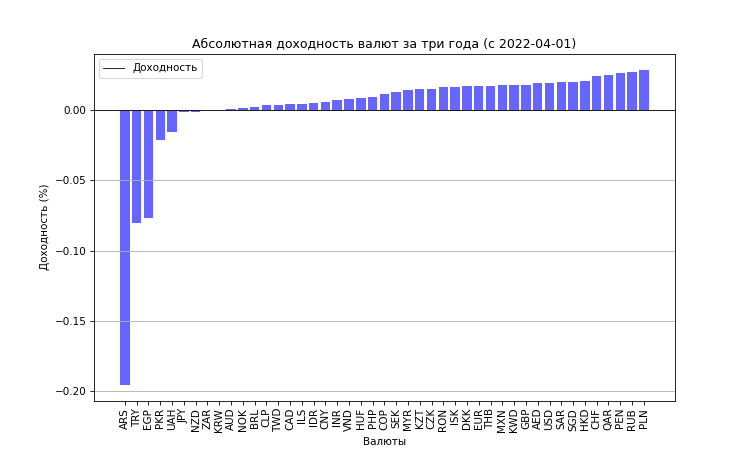 Абсолютная доходность валют за три года (с 2022-04-01)
Доходность
0.00
−0.05
−0.10
−0.15
−0.20
Доходность (%)
ARS TRY EGP PKR UAH JPY NZD ZAR KRW AUD NOK BRL CLP TWD CAD ILS IDR CNY INR VND HUF PHP COP SEK MYR KZT CZK RON ISK DKK EUR THB MXN KWD GBP AED USD SAR SGD HKD CHF QAR PEN RUB PLN
Валюты